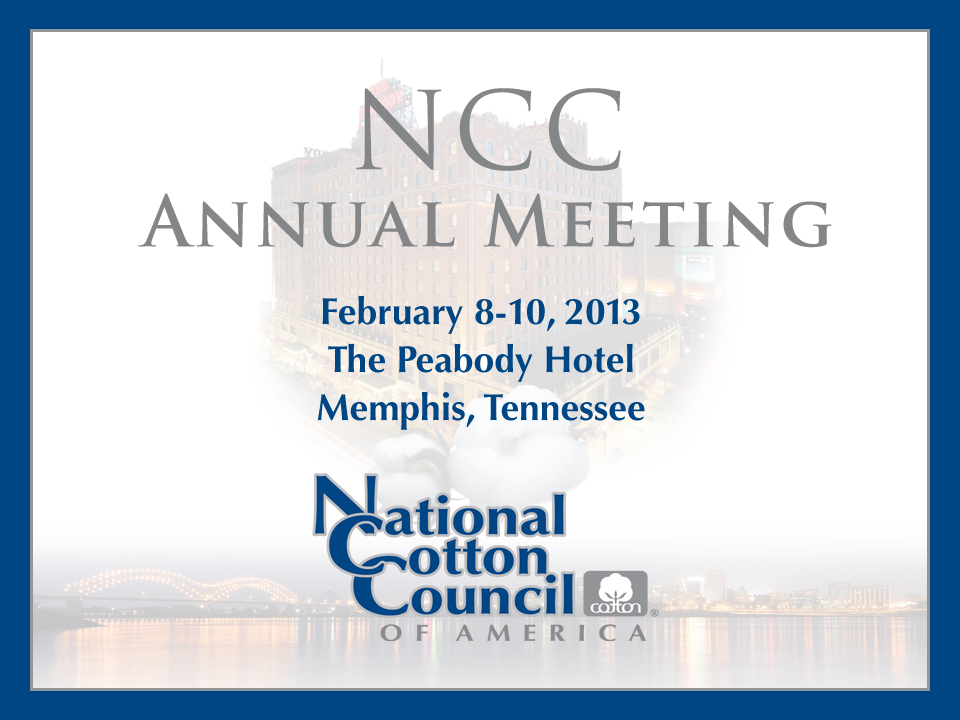 NCC
ANNUAL MEETING
February 8-10, 2013
The Peabody Hotel
Memphis, Tennessee
National
Cotton
Council
cotton ®
OF AMERICA